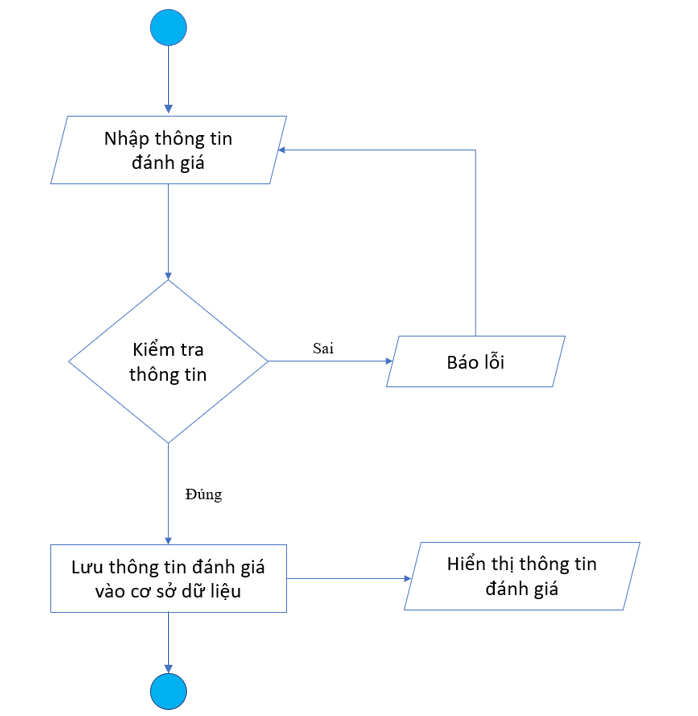 Nhập thông tin
đánh giá
Kiểm tra
thông tin
Sai
Báo lỗi
Đúng
Lưu thông tin đánh giá
vào cơ sở dữ liệu
Hiển thị thông tin
đánh giá